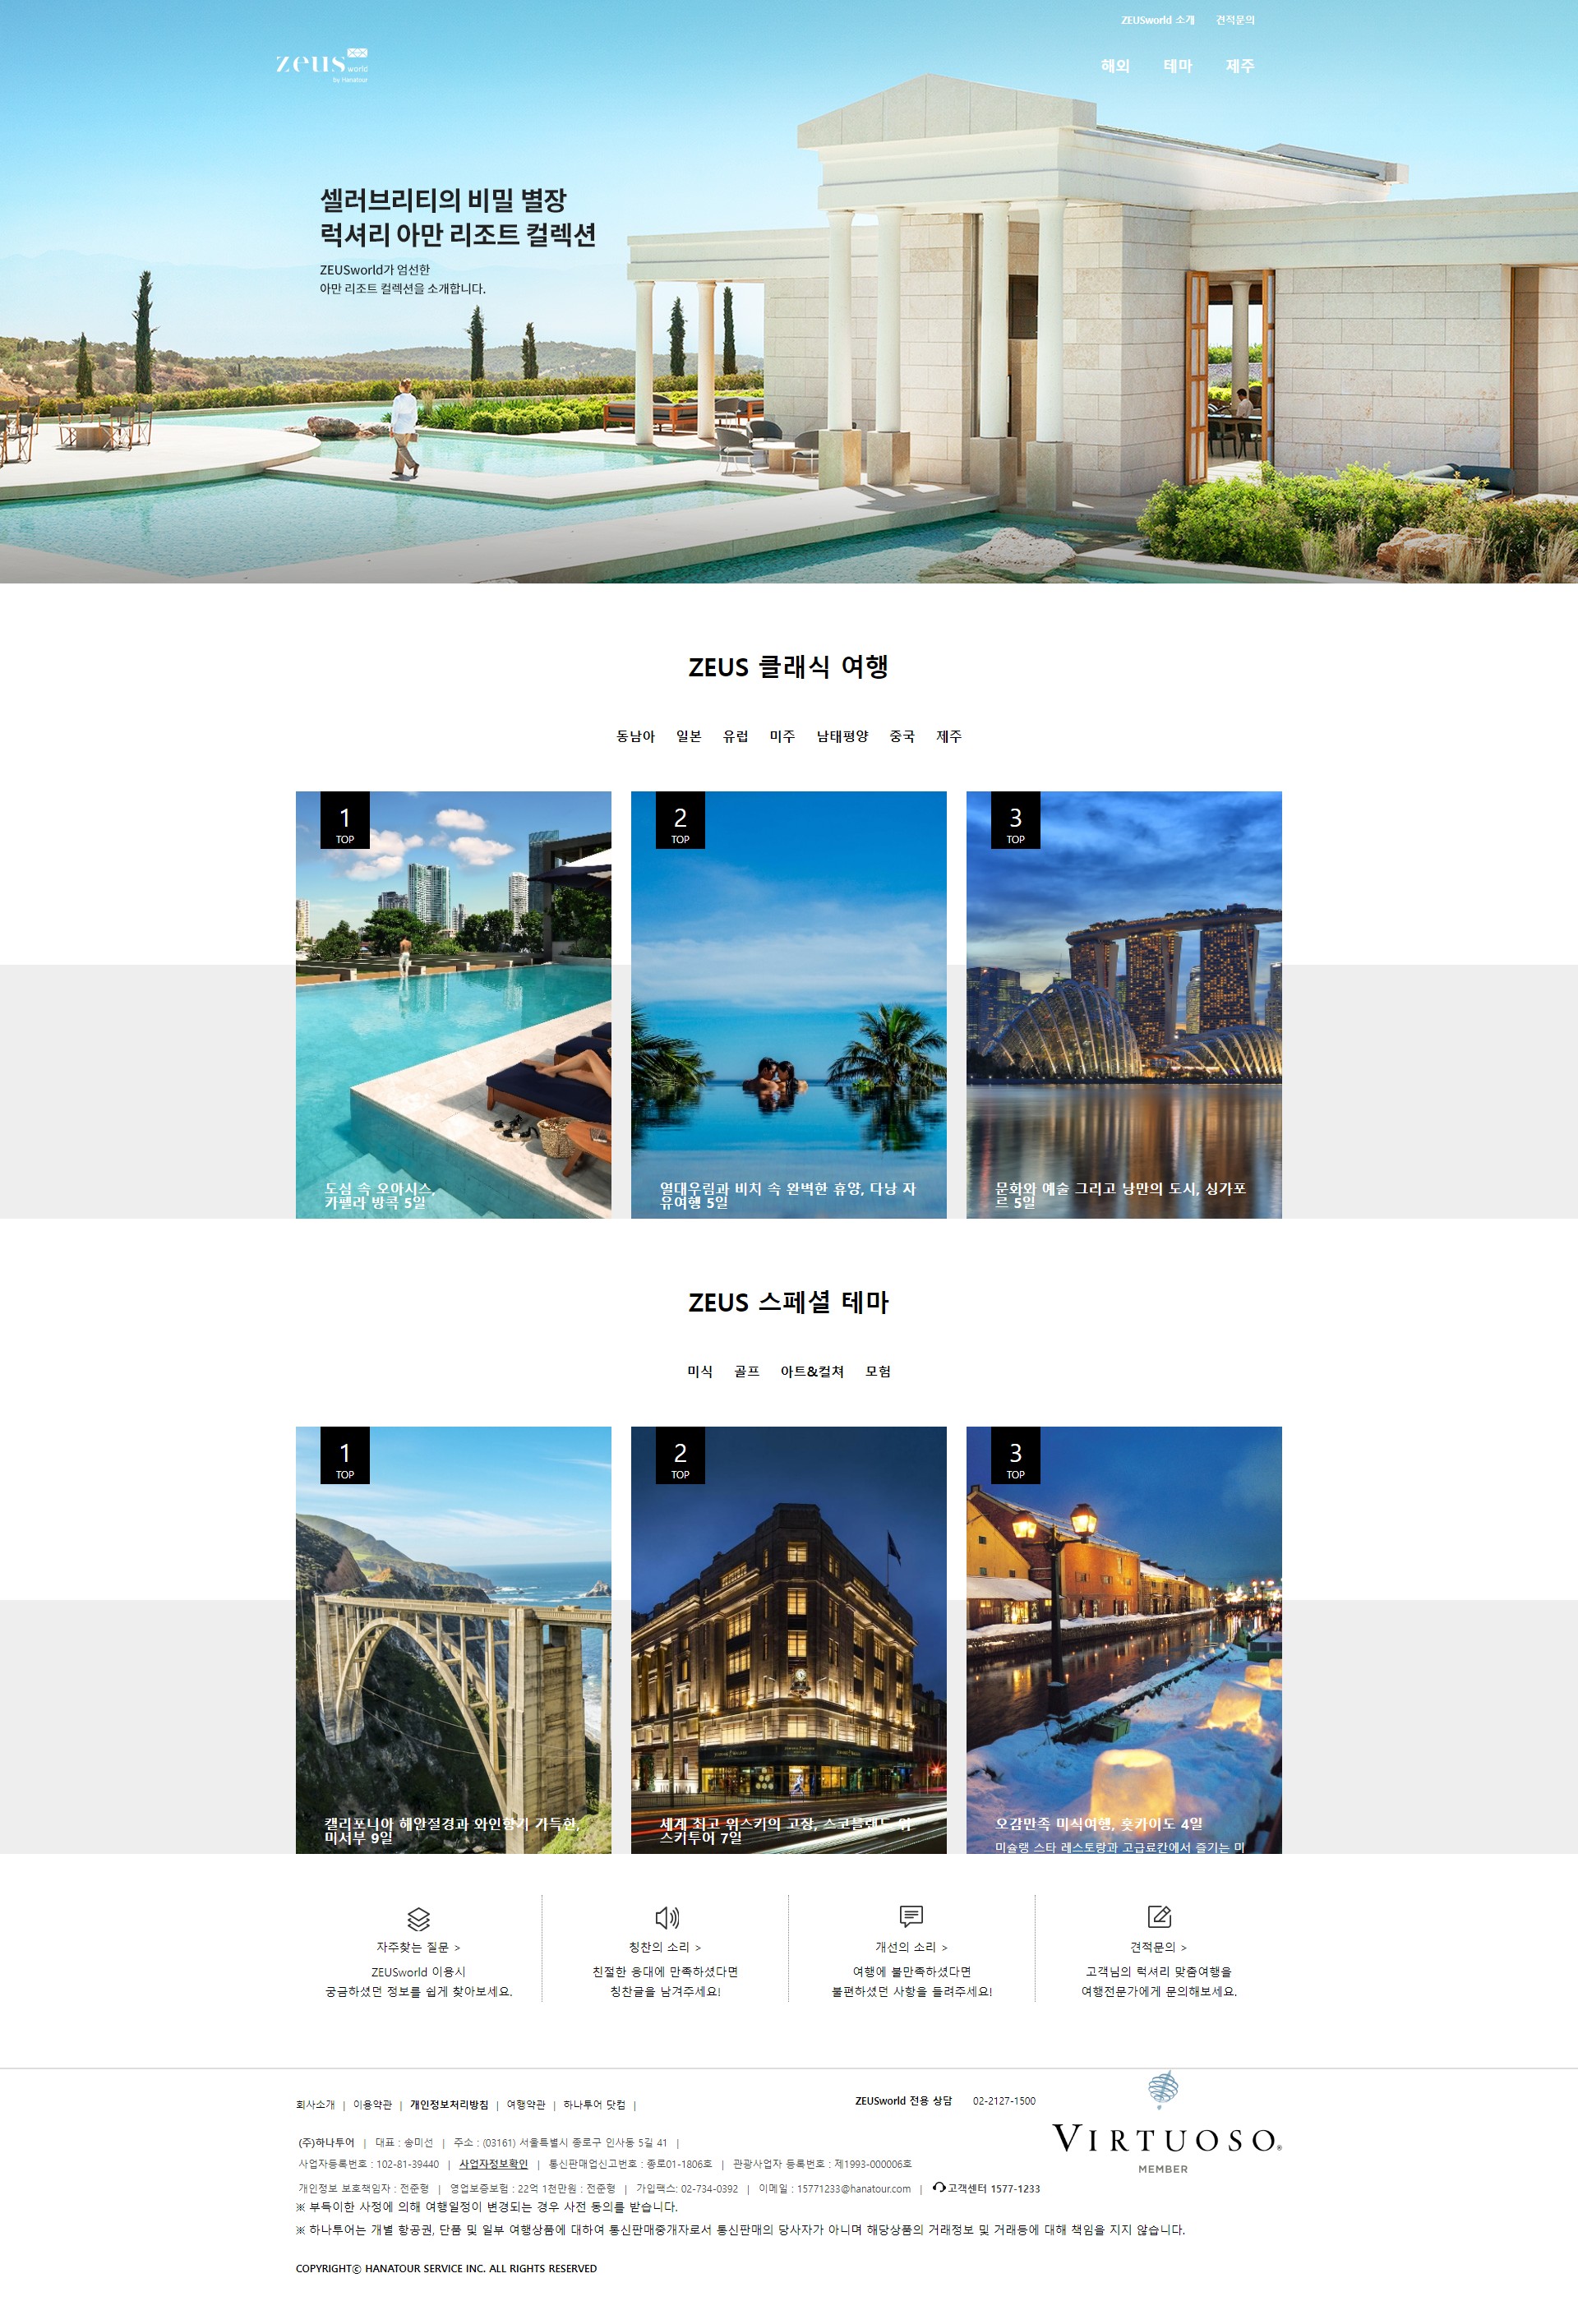 ZEUSworld 소개 견적문의
zeus world
by Hanatour
해외 테마 제주
셀러브리티의 비밀 별장
럭셔리 아만 리조트 컬렉션
ZEUSworld가 엄선한
아만 리조트 컬렉션을 소개합니다.
ZEUS 클래식 여행
동남아 일본 유럽 미주 남태평양 중국 제주
1
TOP
도심 속 오아시스,
카펠라 방콕 5일
2
TOP
열대우림과 비치 속 완벽한 휴양, 다낭 자
유여행 5일
3
TOP
문화와 예술 그리고 낭만의 도시, 싱가포
르 5일
ZEUS 스페셜 테마
미식 골프 아트&컬쳐 모험
1
TOP
캘리포니아 해안절경과 와인향기 가득한,
미서부 9일
2
TOP
세계 최고 위스키의 고장, 스코틀랜드 위
스키투어 7일
3
TOP
오감만족 미식여행, 홋카이도 4일
미슐랭 스타 레스토랑과 고급료칸에서 즐기는 미
자주찾는 질문 >
ZEUSworld 이용시
궁금하셨던 정보를 쉽게 찾아보세요.
칭찬의 소리 >
친절한 응대에 만족하셨다면
칭찬글을 남겨주세요!
개선의 소리 >
여행에 불만족하셨다면
불편하셨던 사항을 들려주세요!
견적문의 >
고객님의 럭셔리 맞춤여행을
여행전문가에게 문의해보세요.
회사소개 | 이용약관 | 개인정보처리방침 | 여행약관 | 하나투어 닷컴 |
ZEUSworld 전용 상담 02-2127-1500
VIRTUOSO®
MEMBER
(주)하나투어 | 대표 : 송미선 | 주소 : (03161) 서울특별시 종로구 인사동 5길 41 |
사업자등록번호 : 102-81-39440 | 사업자정보확인 | 통신판매업신고번호 : 종로01-1806호 | 관광사업자 등록번호 : 제1993-000006호
개인정보 보호책임자 : 전준형 | 영업보증보험 : 22억 1천만원 : 전준형 | 가입팩스: 02-734-0392 | 이메일 : 15771233@hanatour.com | 고객센터 1577-1233
※ 부득이한 사정에 의해 여행일정이 변경되는 경우 사전 동의를 받습니다.
※ 하나투어는 개별 항공권, 단품 및 일부 여행상품에 대하여 통신판매중개자로서 통신판매의 당사자가 아니며 해당상품의 거래정보 및 거래등에 대해 책임을 지지 않습니다.
COPYRIGHTⓒ HANATOUR SERVICE INC. ALL RIGHTS RESERVED